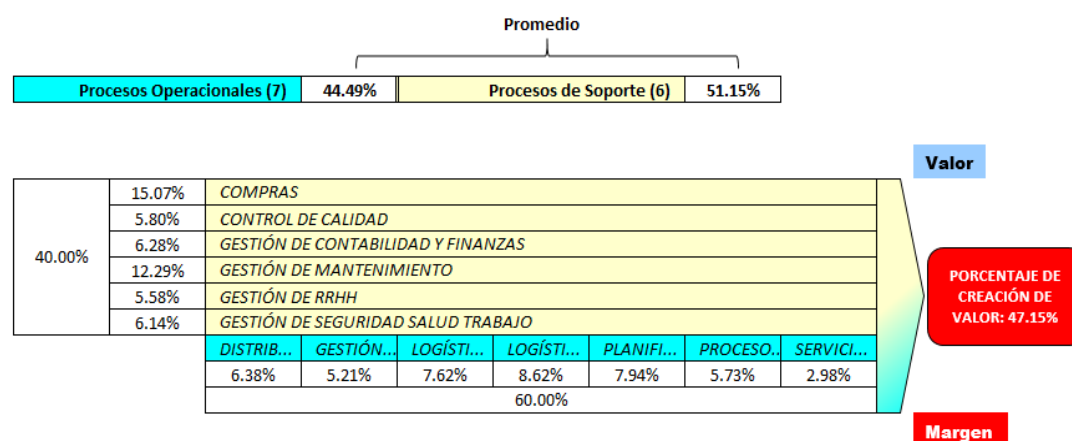 Promedio
Procesos Operacionales (7) 44.49% Procesos de Soporte (6) 51.15%
Valor
40.00%
15.07% COMPRAS
5.80% CONTROL DE CALIDAD
6.28% GESTIÓN DE CONTABILIDAD Y FINANZAS
12.29% GESTIÓN DE MANTENIMIENTO
5.58% GESTIÓN DE RRHH
6.14% GESTIÓN DE SEGURIDAD SALUD TRABAJO
PORCENTAJE DE
CREACIÓN DE
VALOR: 47.15%
DISTRIB... GESTIÓN... LOGÍSTI... LOGÍSTI... PLANIFI... PROCESO.. SERVICI...
6.38% 5.21% 7.62% 8.62% 7.94% 5.73% 2.98%
60.00%
Margen